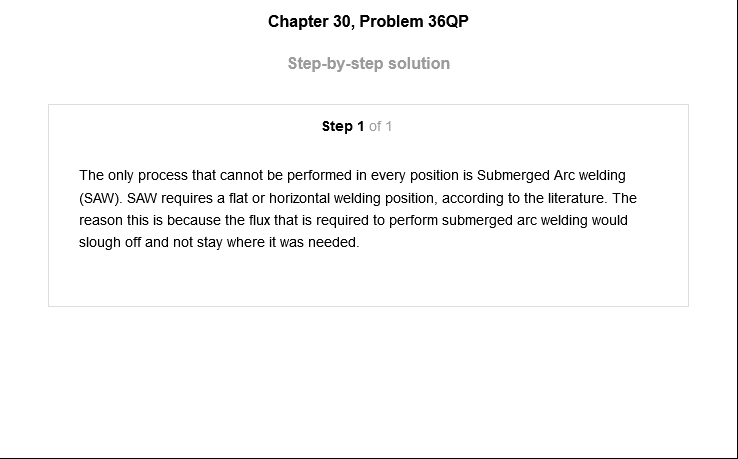 Chapter 30, Problem 36QP
Step-by-step solution
Step 1 of 1
The only process that cannot be performed in every position is Submerged Arc welding
(SAW). SAW requires a flat or horizontal welding position, according to the literature. The
reason this is because the flux that is required to perform submerged arc welding would
slough off and not stay where it was needed.